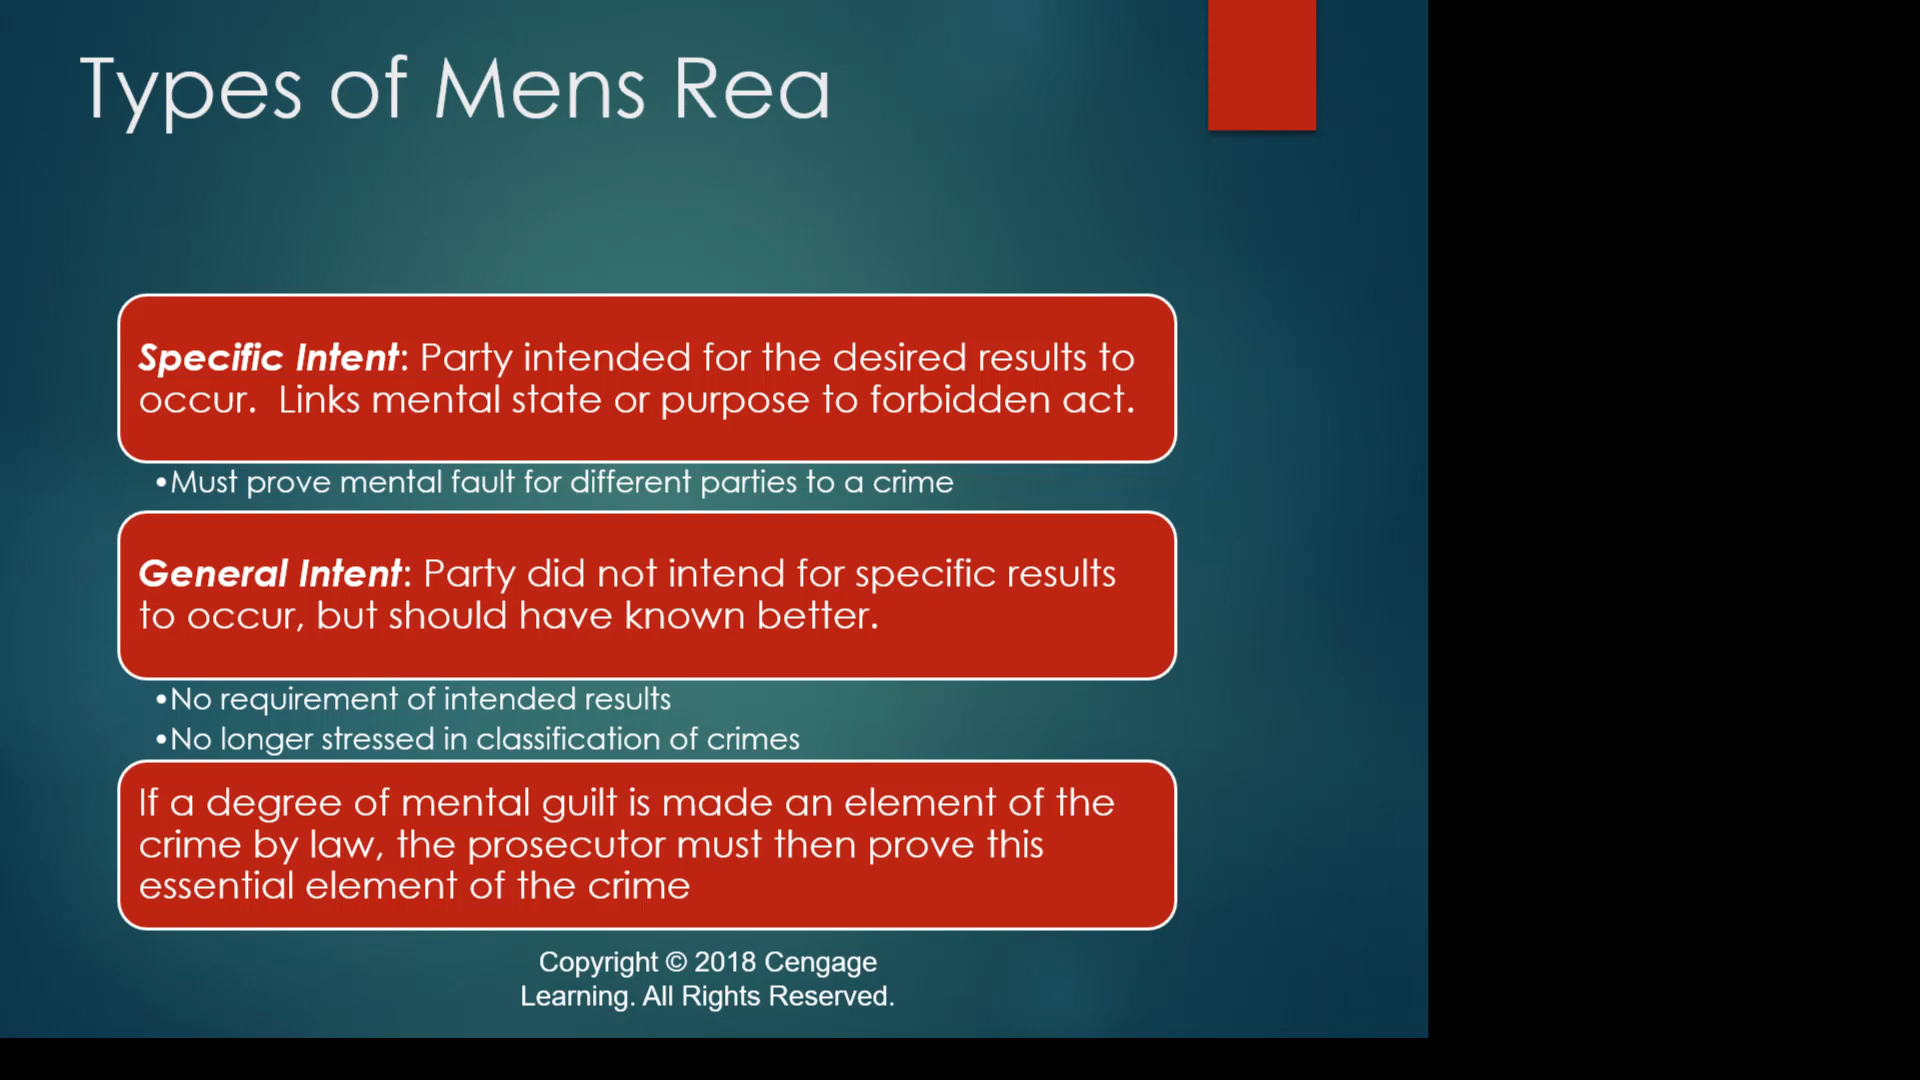 Types of Mens Rea
Specific Intent: Party intended for the desired results to
occur.  Links mental state or purpose to forbidden act.
•Must prove mental fault for different parties to a crime
General Intent: Party did not intend for specific results
to occur, but should have known better.
•No requirement of intended results
•No longer stressed in classification of crimes
If a degree of mental guilt is made an element of the
crime by law, the prosecutor must then prove this
essential element of the crime
Copyright © 2018 Cengage
Learning. All Rights Reserved.